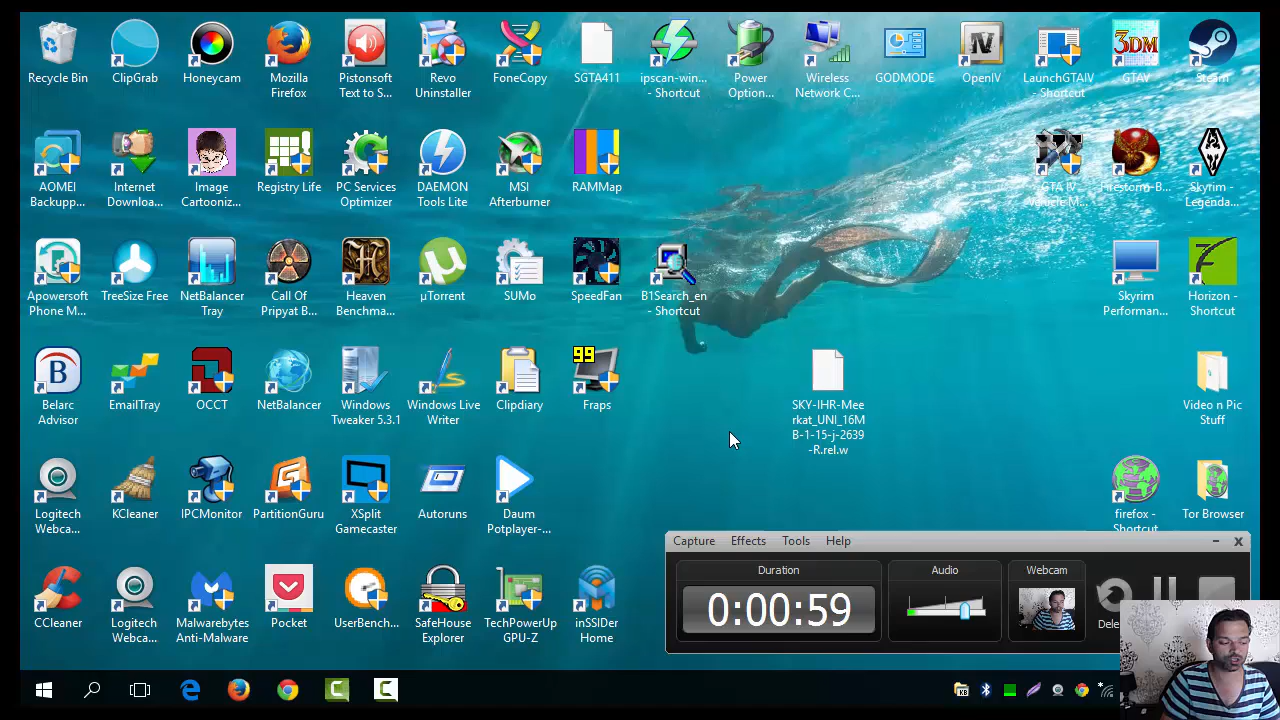 Recycle Bin
ClipGrab
Honeycam
Mozilla
Firefox
Pistonsoft
Text to S...
Revo
Uninstaller
FoneCopy
SGTA411
ipscan-win...
- Shortcut
Power
Option...
Wireless
Network C...
GODMODE
OpenIV
LaunchGTAIV
- Shortcut
3DM
GTAV
Steam
AOMEI
Backupp...
Internet
Downloa...
Image
Cartooniz...
Registry Life
PC Services
Optimizer
DAEMON
Tools Lite
MSI
Afterburner
RAMMap
GTA IV
Vehicle M...
Firestorm-B...
Skyrim -
Legenda...
Apowersoft
Phone M...
TreeSize Free
NetBalancer
Tray
Call Of
Pripyat B...
Heaven
Benchma...
µTorrent
SUMo
SpeedFan
B1Search_en
- Shortcut
Skyrim
Performan...
Horizon -
Shortcut
Belarc
Advisor
EmailTray
OCCT
NetBalancer
Windows
Tweaker 5.3.1
Windows Live
Writer
Clipdiary
99
Fraps
SKY-IHR-Mee
rkat_UNI_16M
B-1-15-j-2639
-R.rel.w
Video n Pic
Stuff
Logitech
Webca...
KCleaner
IPCMonitor
PartitionGuru
XSplit
Gamecaster
Autoruns
Daum
Potplayer-...
firefox -
Shortcut
Tor Browser
CCleaner
Logitech
Webca...
Malwarebytes
Anti-Malware
Pocket
UserBench...
SafeHouse
Explorer
TechPowerUp
GPU-Z
inSSIDer
Home
Capture Effects Tools Help
Duration
0:00:59
Audio
Webcam